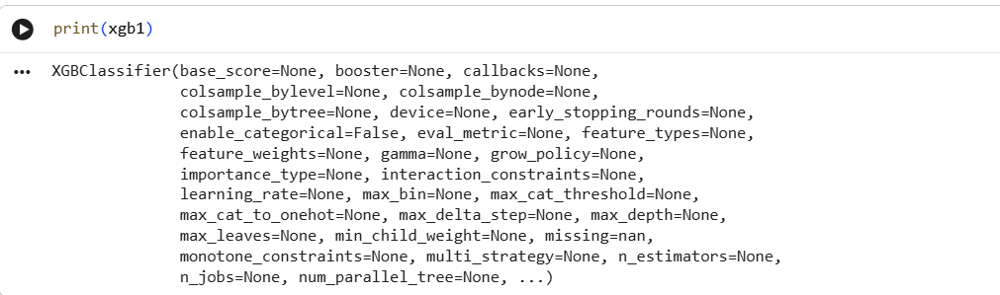 print(xgb1)
XGBClassifier(base_score=None, booster=None, callbacks=None,
colsample_bylevel=None, colsample_bynode=None,
colsample_bytree=None, device=None, early_stopping_rounds=None,
enable_categorical=False, eval_metric=None, feature_types=None,
feature_weights=None, gamma=None, grow_policy=None,
importance_type=None, interaction_constraints=None,
learning_rate=None, max_bin=None, max_cat_threshold=None,
max_cat_to_onehot=None, max_delta_step=None, max_depth=None,
max_leaves=None, min_child_weight=None, missing=nan,
monotone_constraints=None, multi_strategy=None, n_estimators=None,
n_jobs=None, num_parallel_tree=None, ...)